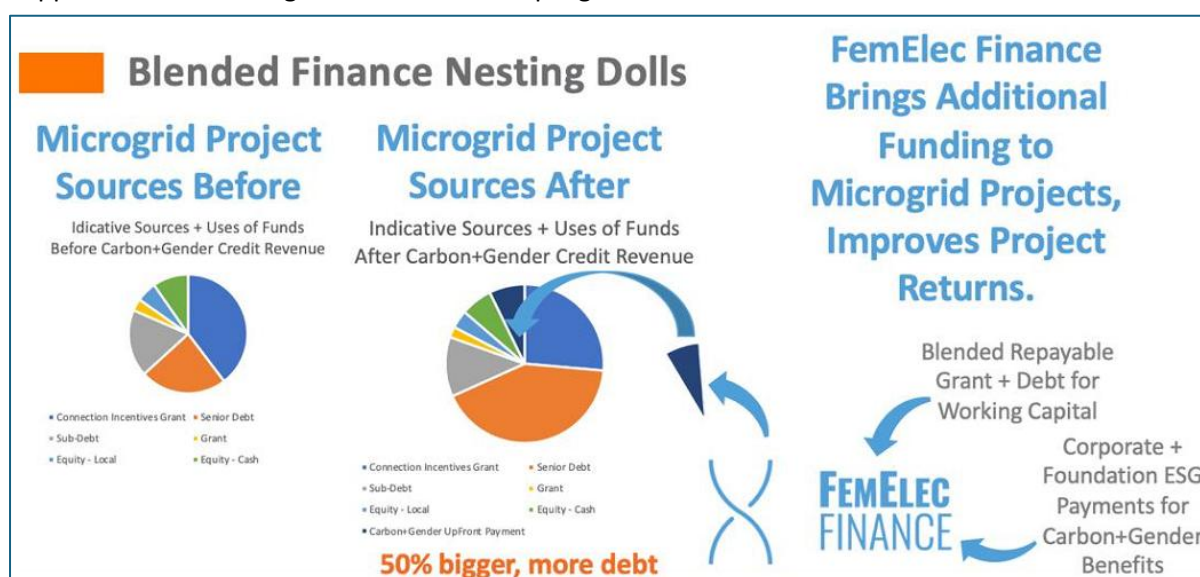 Blended Finance Nesting Dolls
Microgrid Project
Sources Before
Idicative Sources + Uses of Funds
Before Carbon+Gender Credit Revenue
Connection Incentives Grant
Senior Debt
Sub-Debt
Grant
Equity - Local
Equity - Cash
Microgrid Project
Sources After
Indicative Sources + Uses of Funds
After Carbon+Gender Credit Revenue
Connection Incentives Grant
Senior Debt
Sub-Debt
Grant
Equity - Local
Equity - Cash
Carbon+Gender UpFront Payment
50% bigger, more debt
FemElec Finance
Brings Additional
Funding to
Microgrid Projects,
Improves Project
Returns.
Blended Repayable
Grant + Debt for
Working Capital
FEMELEC
FINANCE
Corporate +
Foundation ESG
Payments for
Carbon+Gender
Benefits